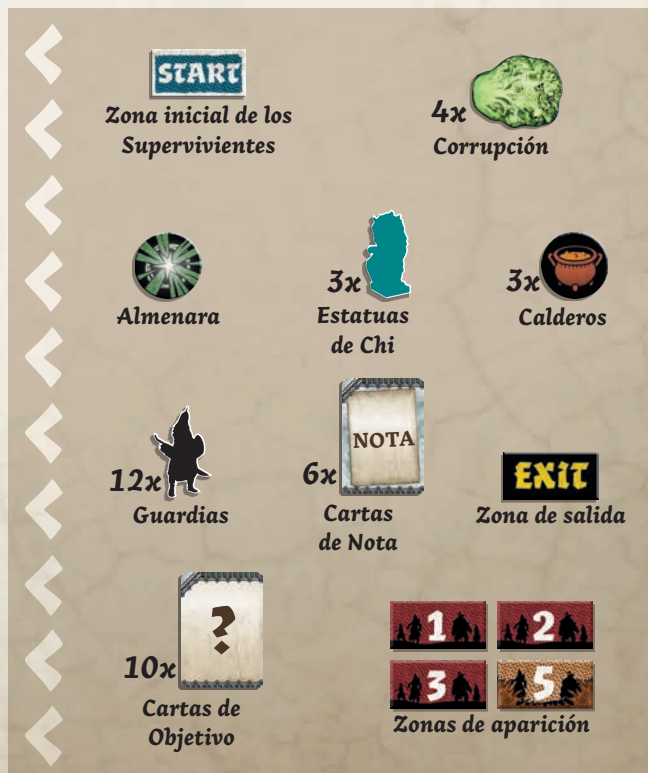 START
Zona inicial de los
Supervivientes
4x
Corrupción
Almenara
3x
Estatuas
de Chi
3x
Calderos
12x
Guardias
NOTA
6x
Cartas
de Nota
EXIT
Zona de salida
?
10x
Cartas de
Objetivo
1 2
3 5
Zonas de aparición